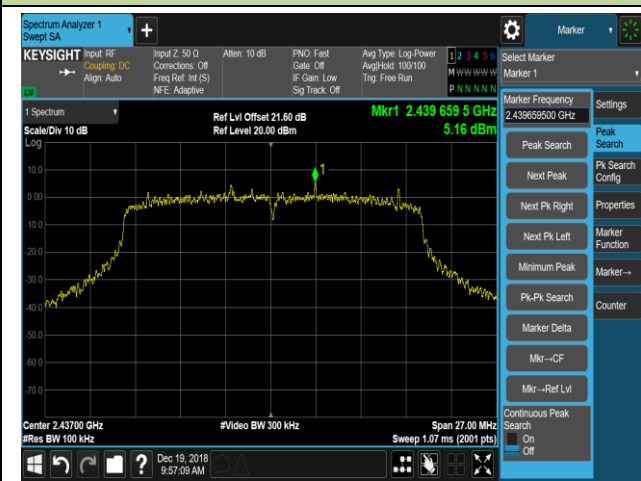 Spectrum Analyzer 1
Swept SA
Marker
KEYSIGHT
Input: RF
Coupling: DC
Align: Auto
Input Z: 50 Ω
Corrections: Off
Freq Ref: Int (S)
NFE: Adaptive
Atten: 10 dB
PNO: Fast
Gate: Off
IF Gain: Low
Sig Track: Off
Avg Type: Log-Power
Avg|Hold: 100/100
Trig: Free Run
1 2 3 4 5 6
M W W W W W
P N N N N N
Select Marker
Marker 1
1 Spectrum
Scale/Div 10 dB
Ref Lvl Offset 21.60 dB
Ref Level 20.00 dBm
Mkr1 2.439 659 5 GHz
5.16 dBm
Log
10.0
0.00
-10.0
-20.0
-30.0
-40.0
-50.0
-60.0
-70.0
1
Center 2.43700 GHz
#Res BW 100 kHz
#Video BW 300 kHz
Span 27.00 MHz
Sweep 1.07 ms (2001 pts)
Marker Frequency
2.439659500 GHz
Peak Search
Next Peak
Next Pk Right
Next Pk Left
Minimum Peak
Pk-Pk Search
Marker Delta
Mkr→CF
Mkr→Ref Lvl
Continuous Peak
Search
On
Off
Settings
Peak
Search
Pk Search
Config
Properties
Marker
Function
Marker→
Counter
Dec 19, 2018
9:57:09 AM